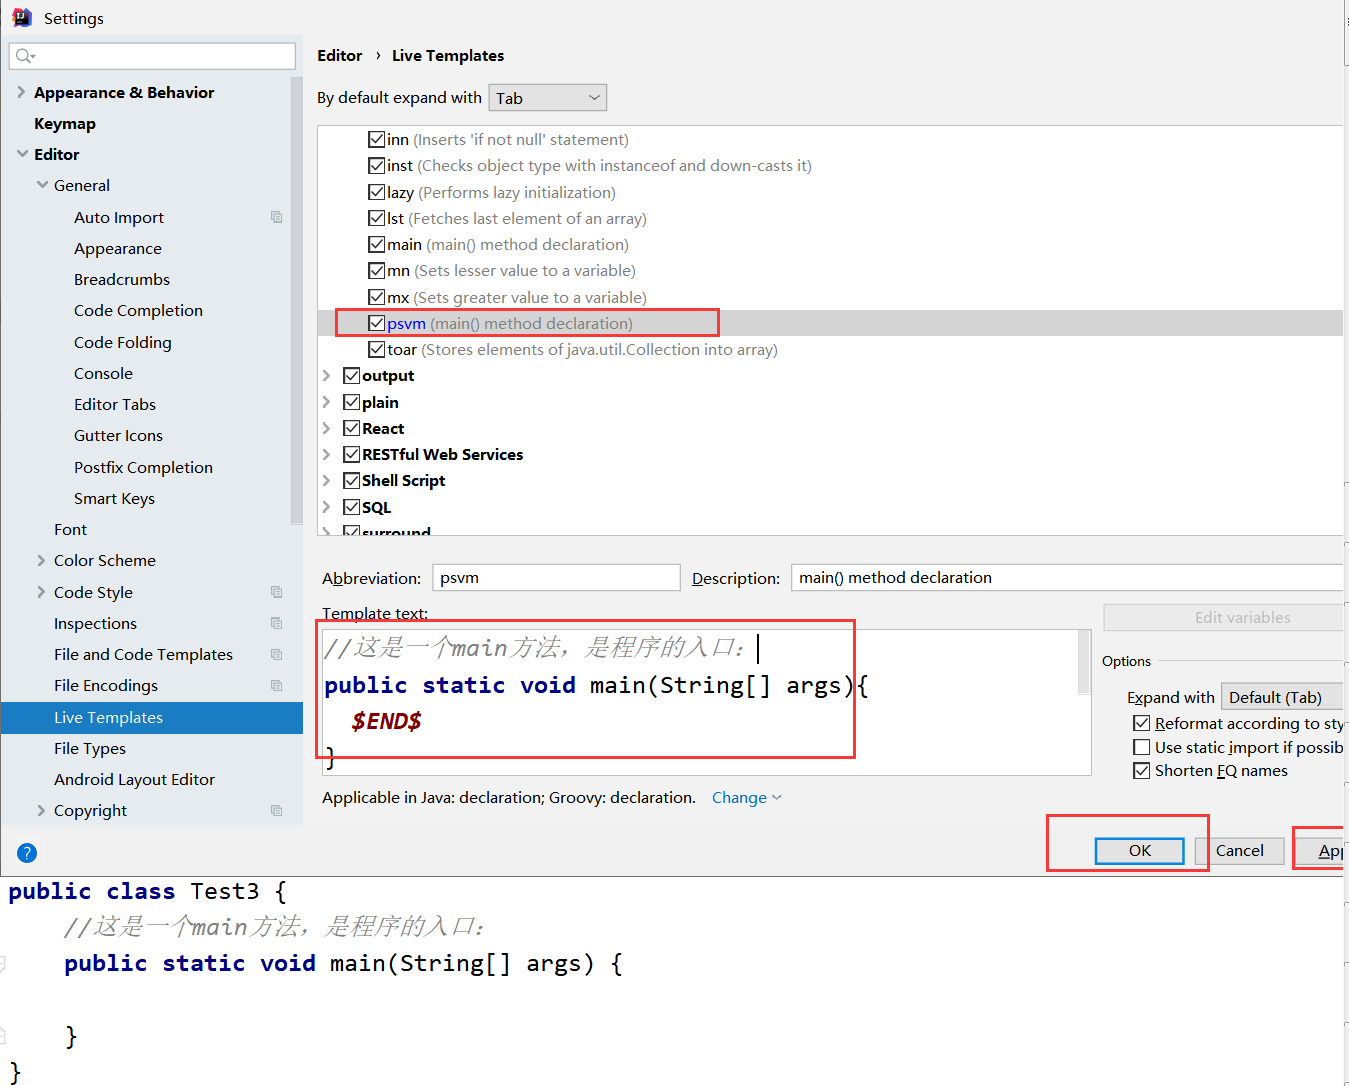 Settings
Appearance & Behavior
Keymap
Editor
General
Auto Import
Appearance
Breadcrumbs
Code Completion
Code Folding
Console
Editor Tabs
Gutter Icons
Postfix Completion
Smart Keys
Font
Color Scheme
Code Style
Inspections
File and Code Templates
File Encodings
Live Templates
File Types
Android Layout Editor
Copyright
?
Editor › Live Templates
By default expand with Tab
inn (Inserts 'if not null' statement)
inst (Checks object type with instanceof and down-casts it)
lazy (Performs lazy initialization)
lst (Fetches last element of an array)
main (main() method declaration)
mn (Sets lesser value to a variable)
mx (Sets greater value to a variable)
psvm (main() method declaration)
toar (Stores elements of java.util.Collection into array)
output
plain
React
RESTful Web Services
Shell Script
SQL
surround
Abbreviation: psvm Description: main() method declaration
Template text:
//这是一个main方法，是程序的入口：
public static void main(String[] args){
$END$
}
Edit variables
Options
Expand with Default (Tab)
Reformat according to sty
Use static import if possib
Shorten FQ names
Applicable in Java: declaration; Groovy: declaration. Change
OK Cancel App
public class Test3 {
//这是一个main方法，是程序的入口：
public static void main(String[] args) {
}
}